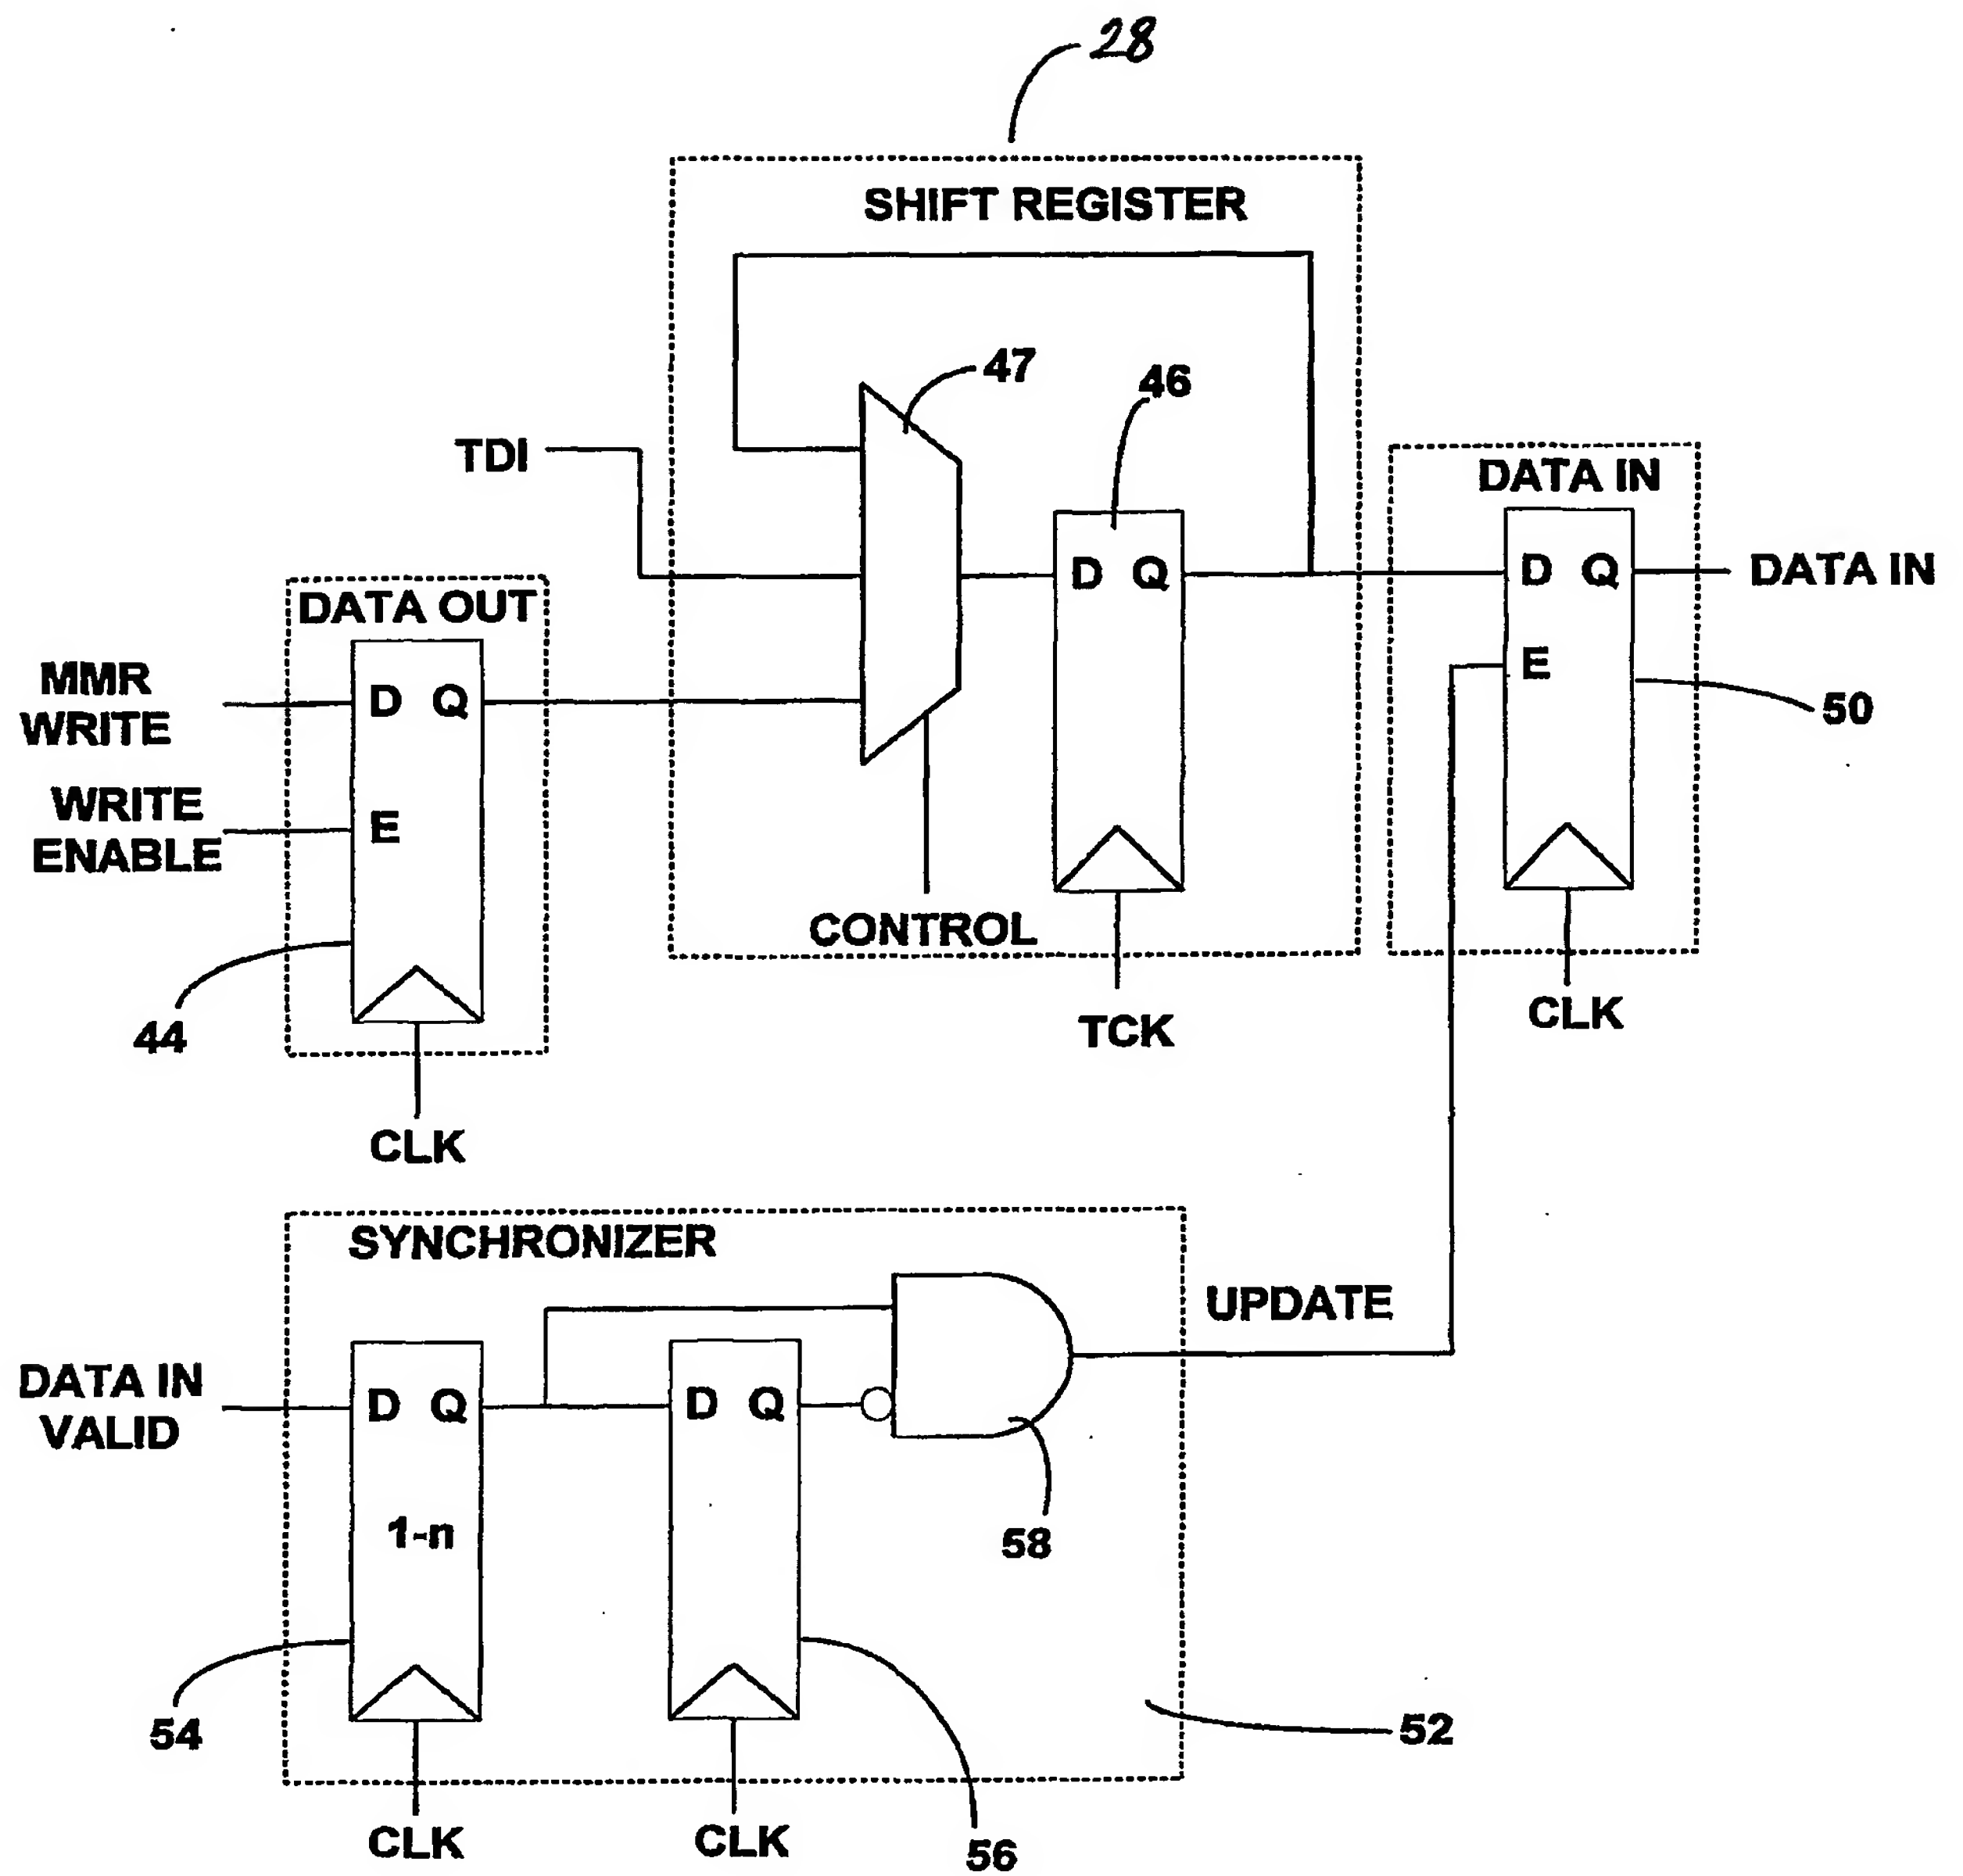 28
SHIFT REGISTER
47
46
TDI
DATA IN
D Q
DATA IN
E
50
D Q
DATA OUT
MMR
WRITE
D Q
WRITE
ENABLE
E
CONTROL
44
TCK
CLK
CLK
SYNCHRONIZER
UPDATE
DATA IN
VALID
D Q
D Q
1-n
58
54
52
CLK
CLK
56